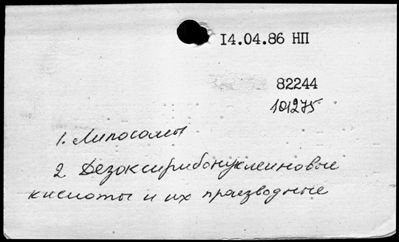 14.04.86 НП
82244
101275
1. Липосомы
2 Дезоксирибонуклеиновые
кислоты и их производные